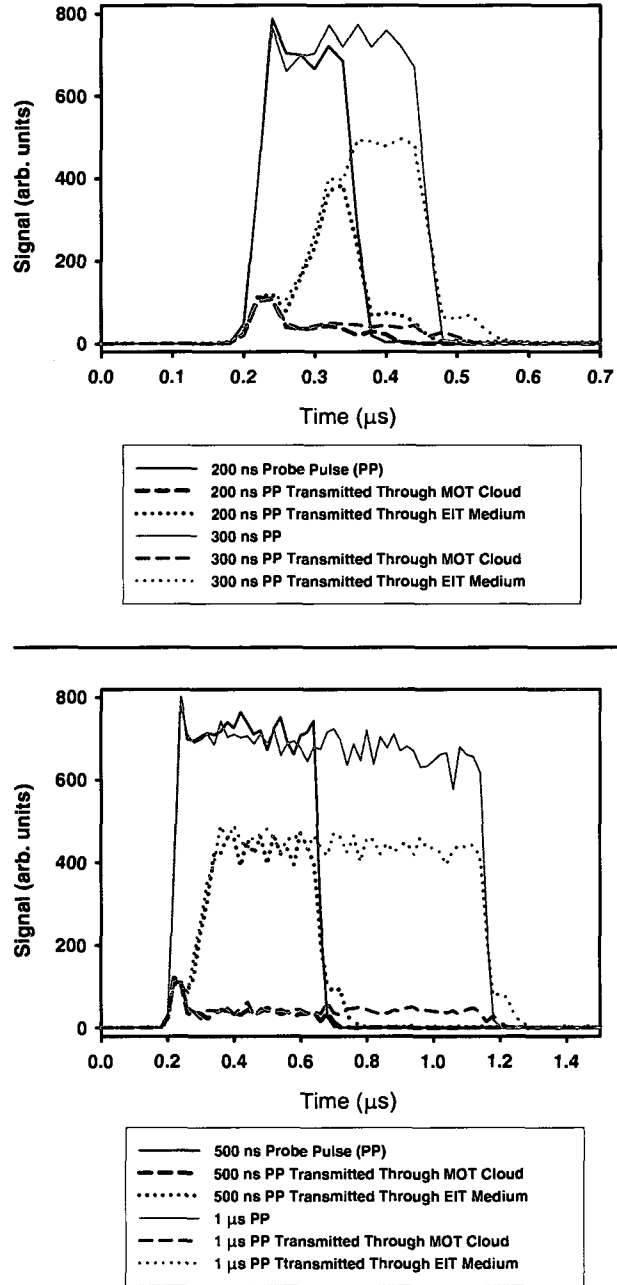 800
600
400
200
0
Signal (arb. units)
0.0 0.1 0.2 0.3 0.4 0.5 0.6 0.7
Time (µs)
200 ns Probe Pulse (PP)
200 ns PP Transmitted Through MOT Cloud
200 ns PP Transmitted Through EIT Medium
300 ns PP
300 ns PP Transmitted Through MOT Cloud
300 ns PP Transmitted Through EIT Medium
800
600
400
200
0
Signal (arb. units)
0.0 0.2 0.4 0.6 0.8 1.0 1.2 1.4
Time (µs)
500 ns Probe Pulse (PP)
500 ns PP Transmitted Through MOT Cloud
500 ns PP Transmitted Through EIT Medium
1 µs PP
1 µs PP Transmitted Through MOT Cloud
1 µs PP Ttransmitted Through EIT Medium